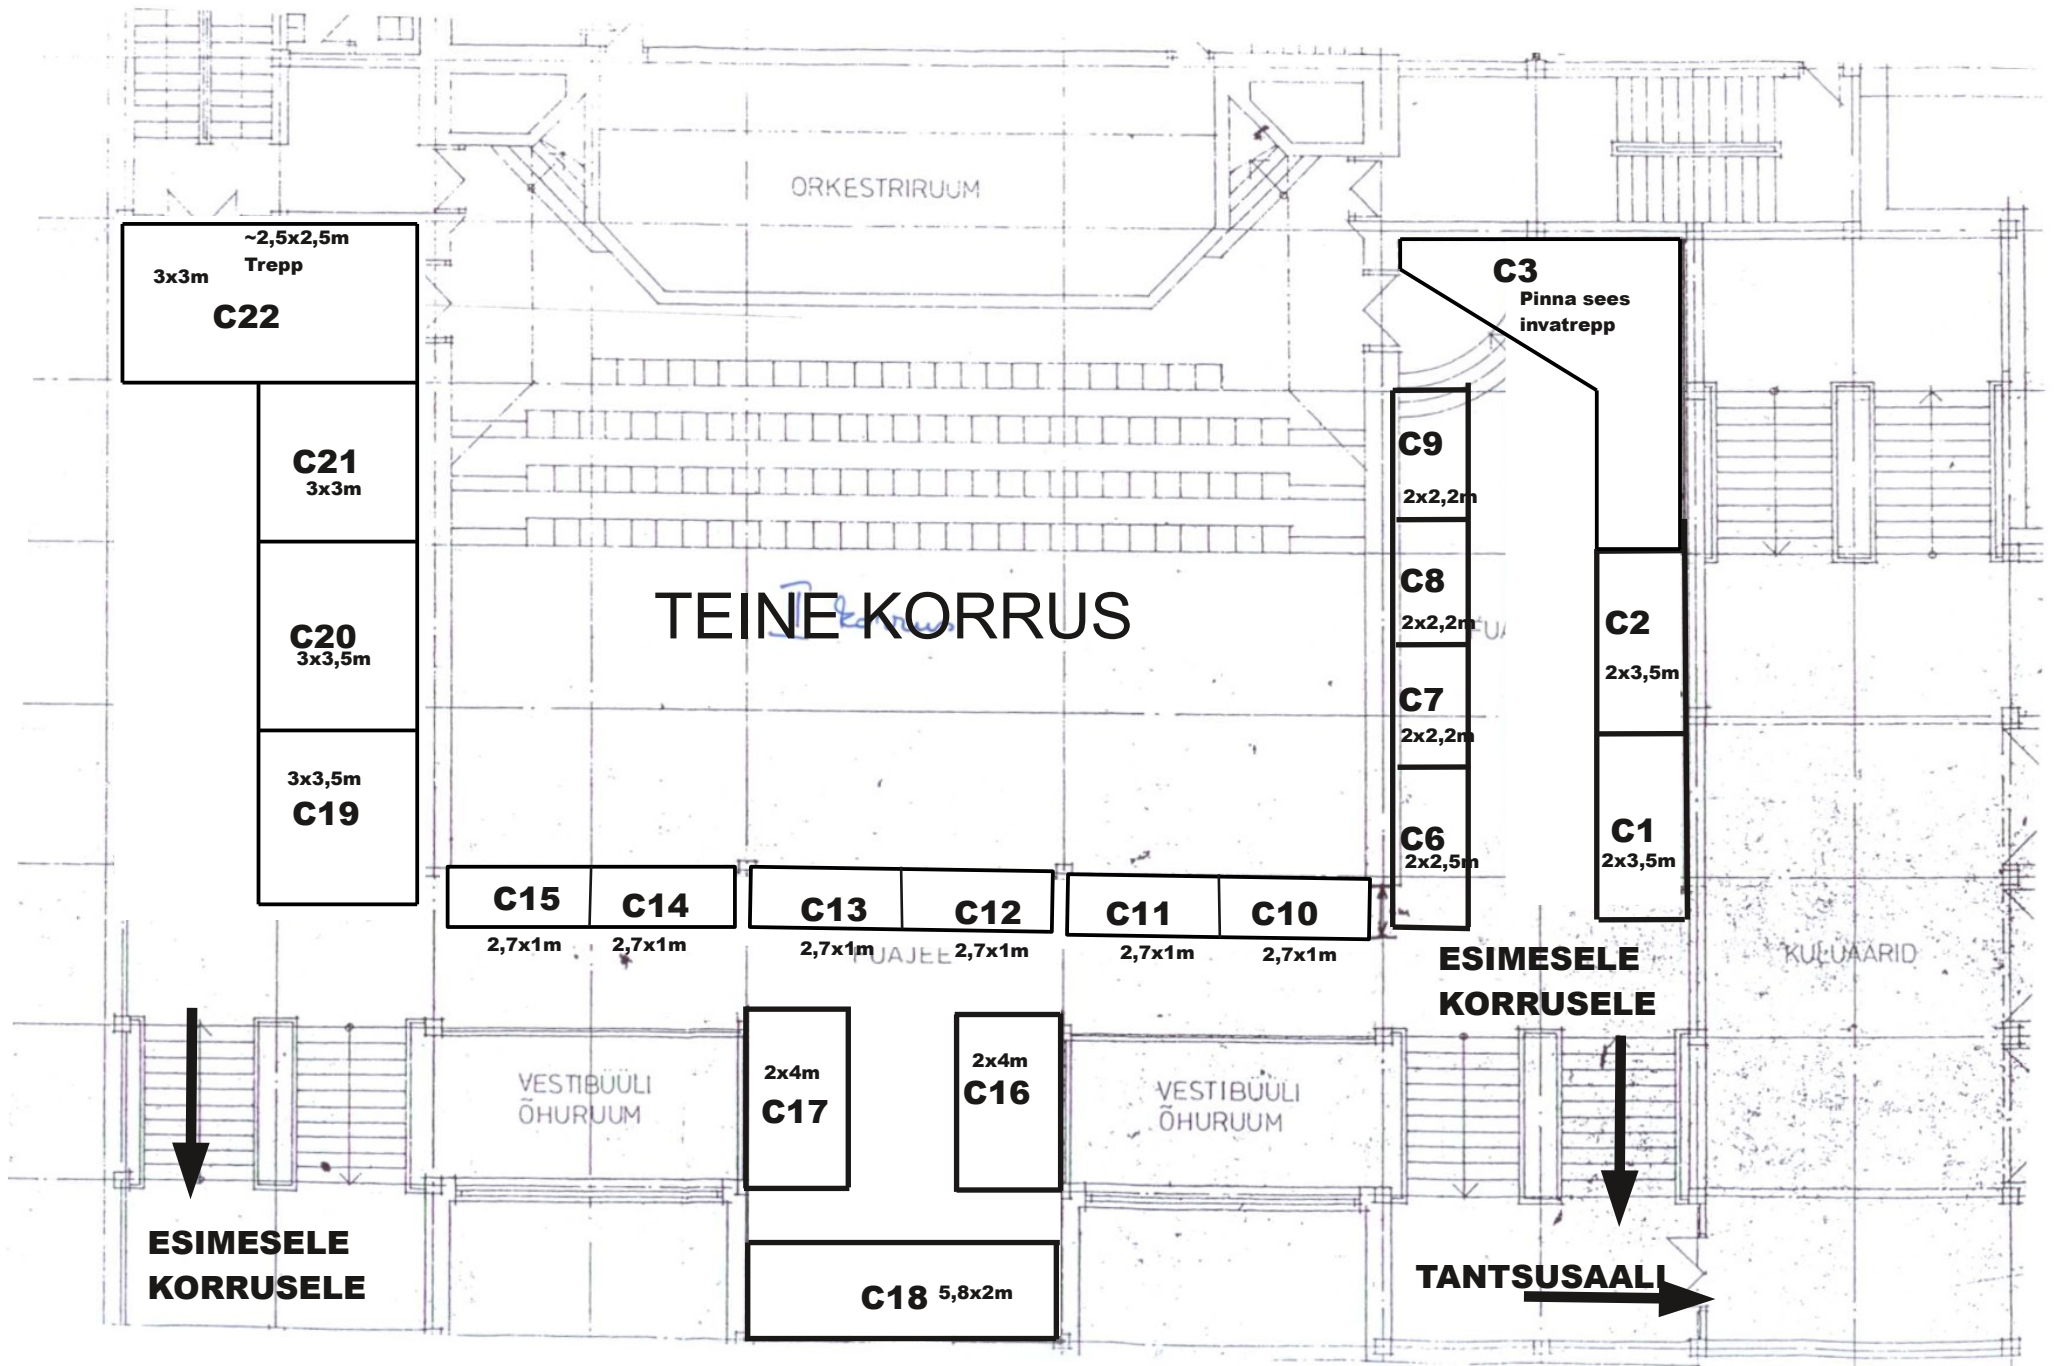 ORKESTRIRUUM
~2,5x2,5m
Trepp
3x3m
C22
C3
Pinna sees
invatrepp
C21
3x3m
C9
2x2,2m
C20
3x3,5m
TEINE KORRUS
II korrus
C8
2x2,2m
C2
2x3,5m
C7
2x2,2m
3x3,5m
C19
C6
2x2,5m
C1
2x3,5m
C15
C14
C13
C12
C11
C10
2,7x1m
2,7x1m
2,7x1m
2,7x1m
2,7x1m
2,7x1m
ESIMESELE
KORRUSELE
KULUAARID
2x4m
C17
2x4m
C16
VESTIBÜÜLI
ÕHURUUM
VESTIBÜÜLI
ÕHURUUM
ESIMESELE
KORRUSELE
C18 5,8x2m
TANTSUSAALI